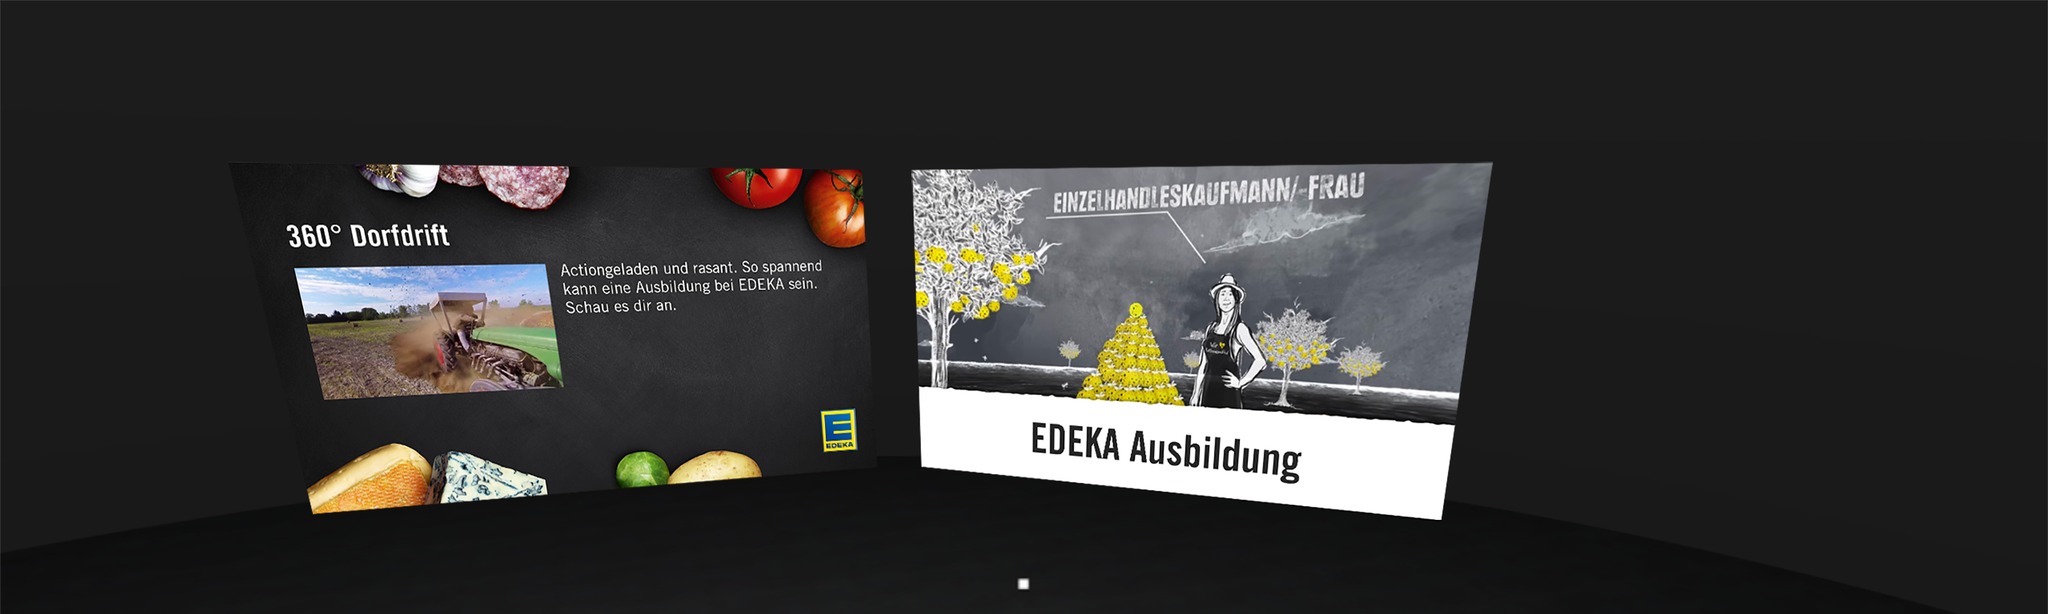 360° Dorfdrift
Actiongeladen und rasant. So spannend
kann eine Ausbildung bei EDEKA sein.
Schau es dir an.
E
EDEKA
EINZELHANDLESKAUFMANN/-FRAU
EDEKA Ausbildung